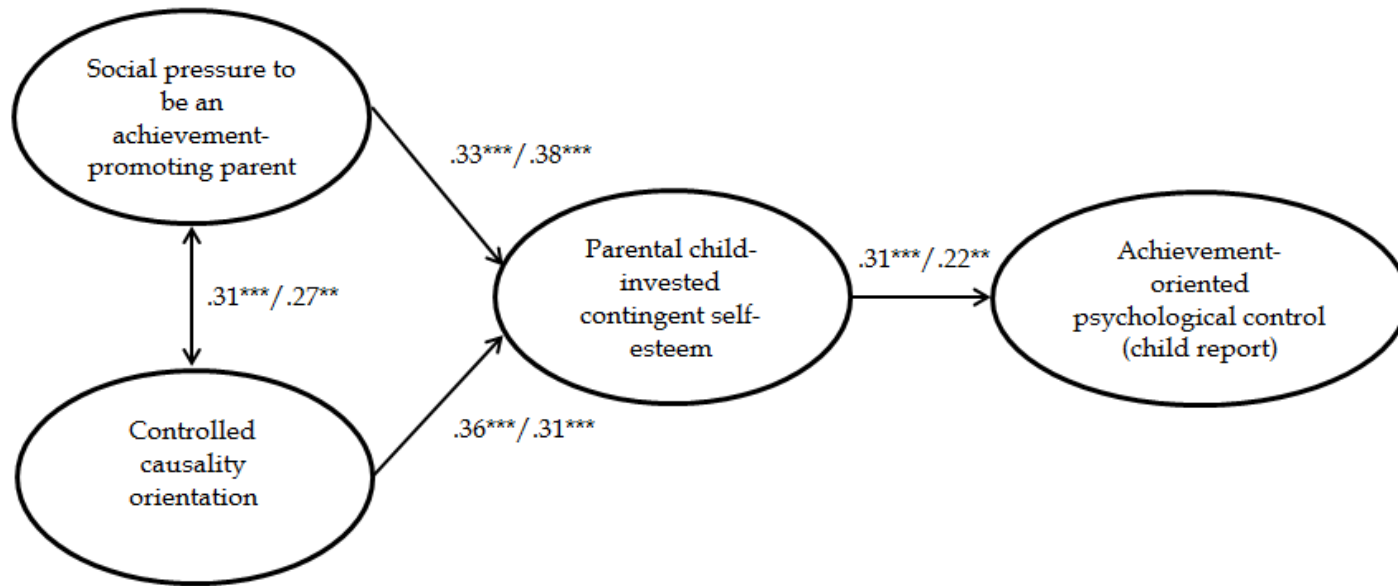 Social pressure to
be an
achievement-
promoting parent
.33***/.38***
.31***/.27**
Parental child-
invested
contingent self-
esteem
.31***/.22**
Achievement-
oriented
psychological control
(child report)
Controlled
causality
orientation
.36***/.31***